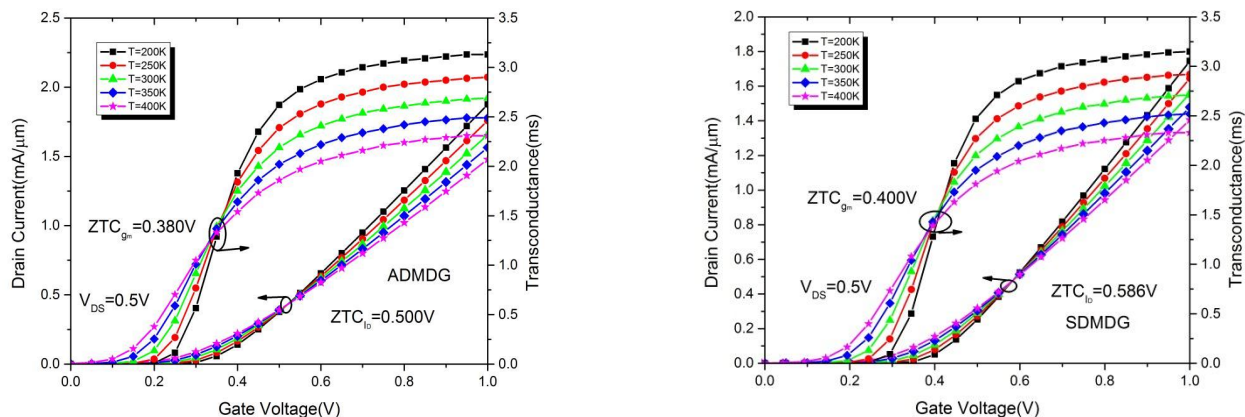 2.5
2.0
1.5
1.0
0.5
0.0
Drain Current(mA/μm)
T=200K
T=250K
T=300K
T=350K
T=400K
ZTCgm=0.380V
VDS=0.5V
ADMDG
ZTCID=0.500V
3.5
3.0
2.5
2.0
1.5
1.0
0.5
0.0
Transconductance(ms)
0.0 0.2 0.4 0.6 0.8 1.0
Gate Voltage(V)
2.0
1.8
1.6
1.4
1.2
1.0
0.8
0.6
0.4
0.2
0.0
Drain Current(mA/μm)
T=200K
T=250K
T=300K
T=350K
T=400K
ZTCgm=0.400V
VDS=0.5V
ZTCID=0.586V
SDMDG
3.5
3.0
2.5
2.0
1.5
1.0
0.5
0.0
Transconductance(ms)
0.0 0.2 0.4 0.6 0.8 1.0
Gate Voltage(V)